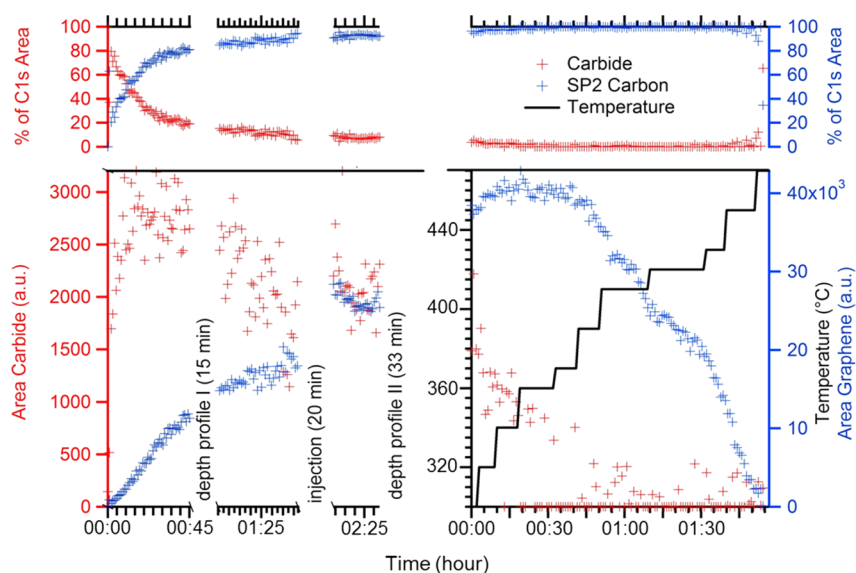 100
80
60
40
20
0
% of C1s Area
Carbide
SP2 Carbon
Temperature
100
80
60
40
20
0
% of C1s Area
3000
2500
2000
1500
1000
500
0
Area Carbide (a.u.)
depth profile I (15 min)
injection (20 min)
depth profile II (33 min)
440
400
360
320
Temperature (°C)
40x10³
30
20
10
0
Area Graphene (a.u.)
00:00 00:45 01:25 02:25 00:00 00:30 01:00 01:30
Time (hour)